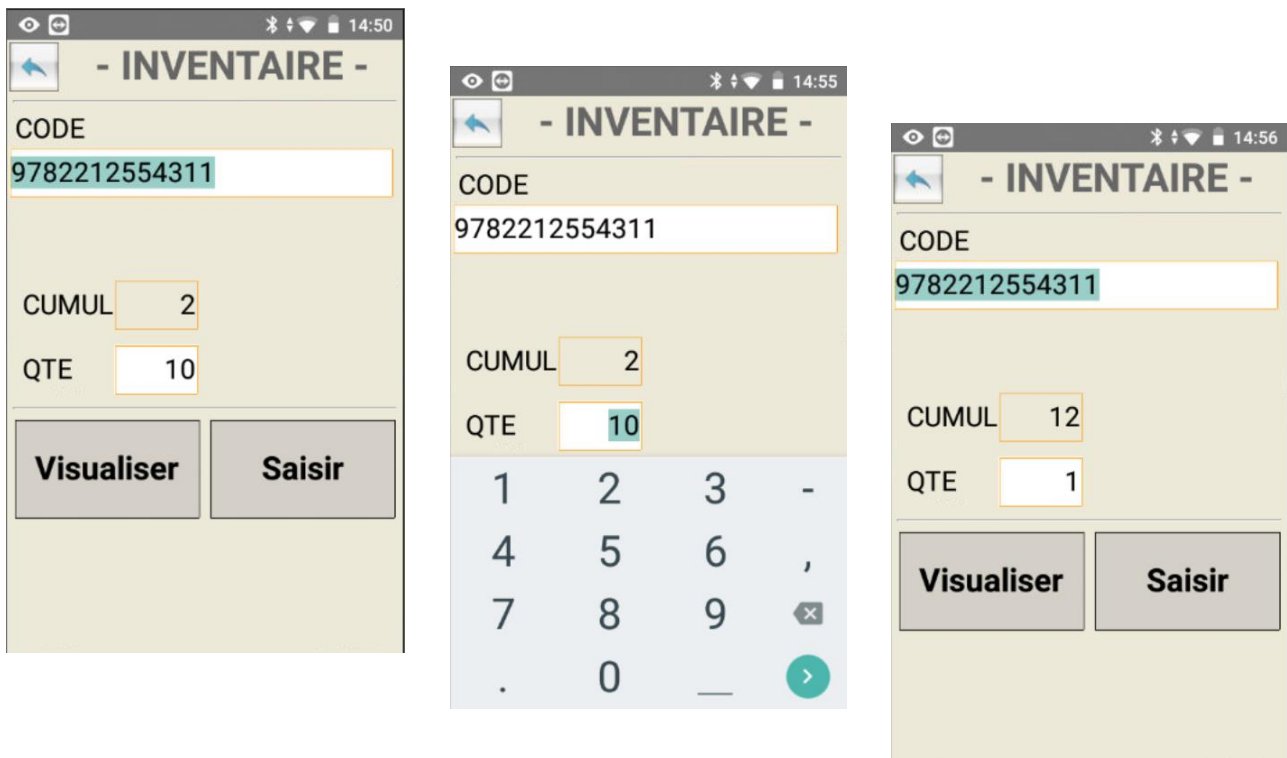 14:50
- INVENTAIRE -
CODE
9782212554311
CUMUL 2
QTE 10
Visualiser Saisir
14:55
- INVENTAIRE -
CODE
9782212554311
CUMUL 2
QTE 10
1 2 3 -
4 5 6 ,
7 8 9
. 0 _
14:56
- INVENTAIRE -
CODE
9782212554311
CUMUL 12
QTE 1
Visualiser Saisir